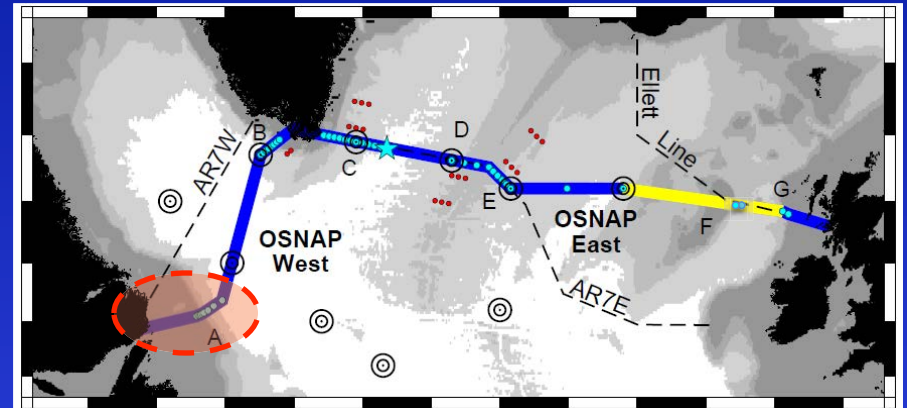 AR7W
B
C
D
Ellett
Line
E
OSNAP
West
OSNAP
East
F
G
AR7E
A